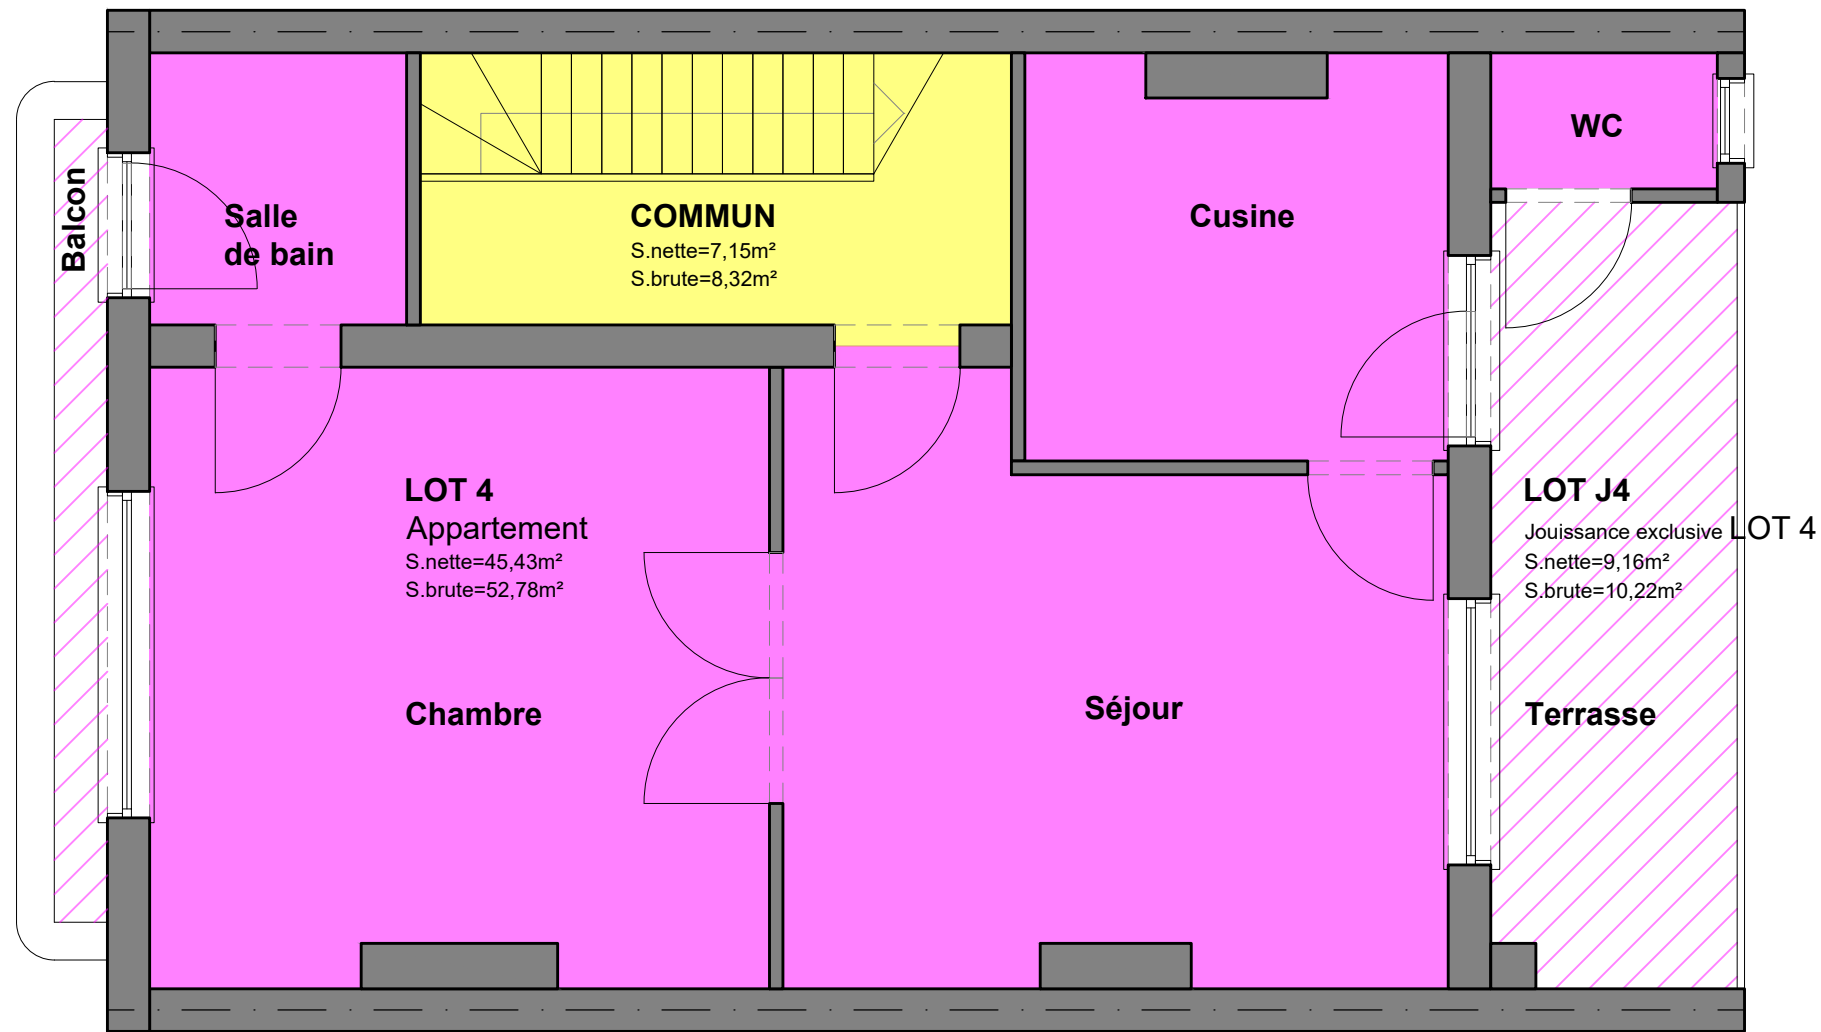 Balcon
Salle
de bain
COMMUN
S.nette=7,15m²
S.brute=8,32m²
Cusine
WC
LOT 4
Appartement
S.nette=45,43m²
S.brute=52,78m²
Chambre
Séjour
LOT J4
Jouissance exclusive LOT 4
S.nette=9,16m²
S.brute=10,22m²
Terrasse